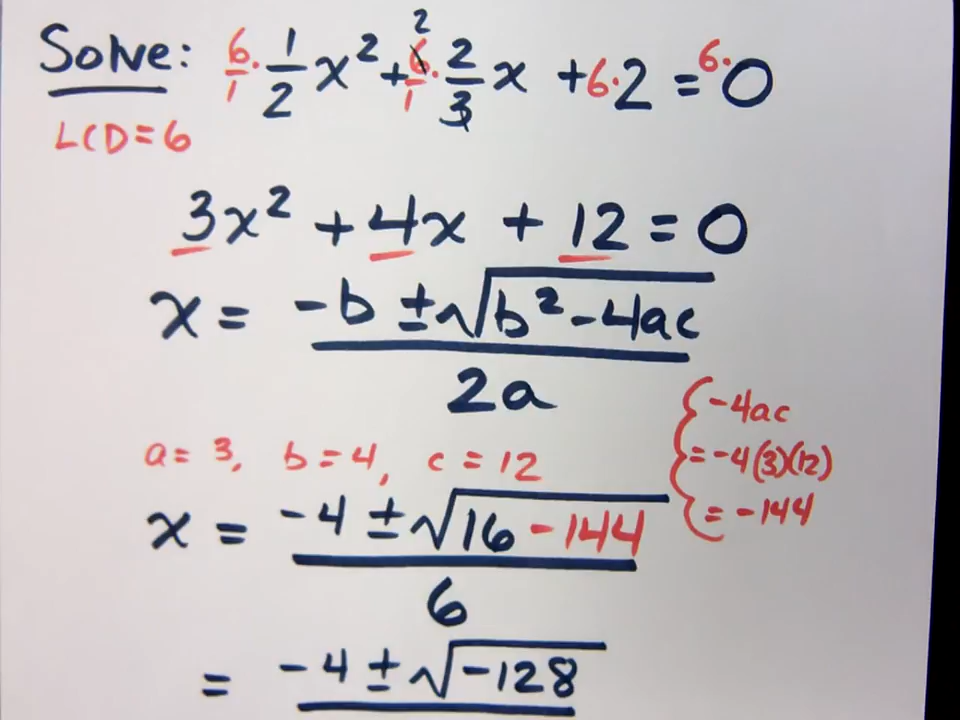 Solve: 6/1 · 1/2 x² + 6/1 · 2/3 x + 6·2 = 6·0
2
LCD = 6
3x² + 4x + 12 = 0
x = (-b ± √(b² - 4ac)) / 2a
-4ac
= -4(3)(12)
= -144
a = 3, b = 4, c = 12
x = (-4 ± √(16 - 144)) / 6
= -4 ± √(-128)